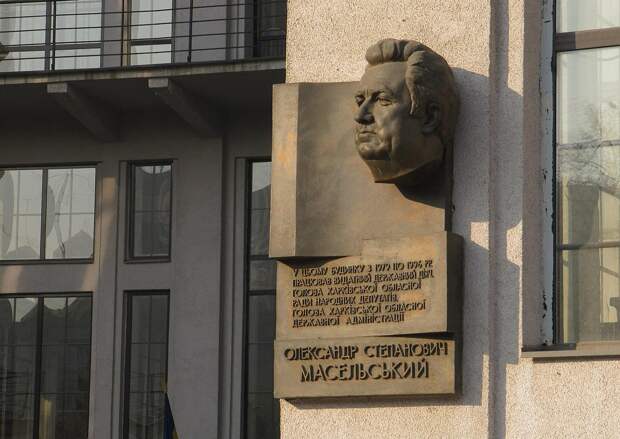 У ЦЬОМУ БУДИНКУ З 1979 ПО 1996 РР.
ПРАЦЮВАВ ВИДАТНИЙ ДЕРЖАВНИЙ ДІЯЧ,
ГОЛОВА ХАРКІВСЬКОЇ ОБЛАСНОЇ
РАДИ НАРОДНИХ ДЕПУТАТІВ,
ГОЛОВА ХАРКІВСЬКОЇ ОБЛАСНОЇ
ДЕРЖАВНОЇ АДМІНІСТРАЦІЇ
ОЛЕКСАНДР СТЕПАНОВИЧ
МАСЕЛЬСЬКИЙ